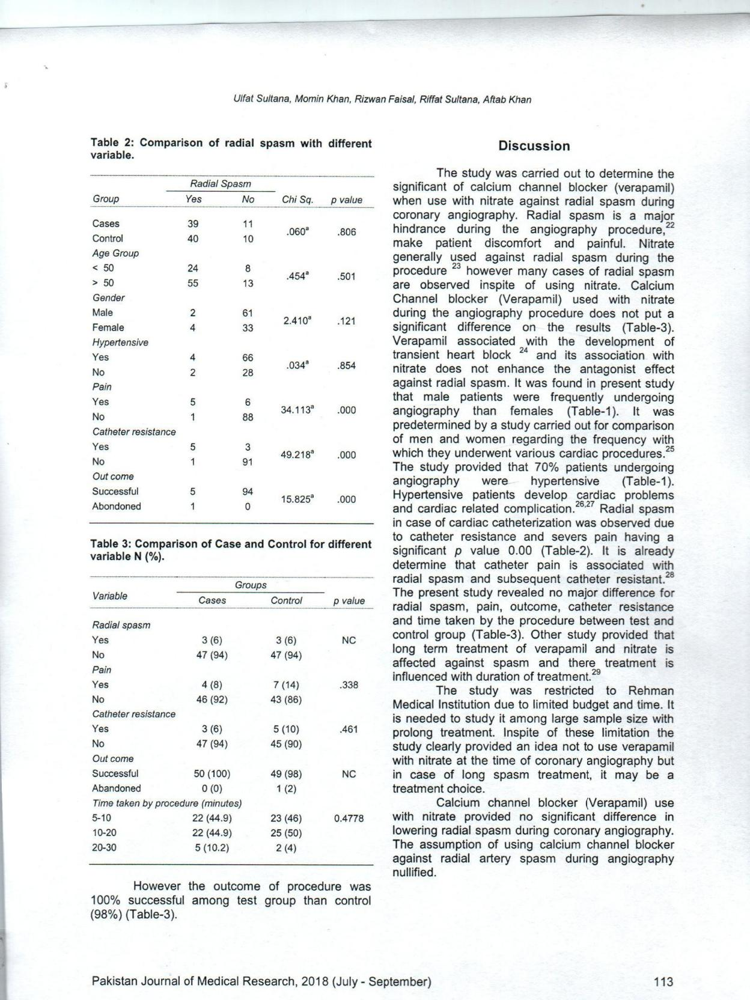 Ulfat Sultana, Momin Khan, Rizwan Faisal, Riffat Sultana, Aftab Khan
Table 2: Comparison of radial spasm with different
variable.
Radial Spasm
Group Yes No Chi Sq. p value
Cases 39 11 .060a .806
Control 40 10
Age Group
< 50 24 8 .454a .501
> 50 55 13
Gender
Male 2 61 2.410a .121
Female 4 33
Hypertensive
Yes 4 66 .034a .854
No 2 28
Pain
Yes 5 6 34.113a .000
No 1 88
Catheter resistance
Yes 5 3 49.218a .000
No 1 91
Out come
Successful 5 94 15.825a .000
Abondoned 1 0
Table 3: Comparison of Case and Control for different
variable N (%).
Groups
Variable Cases Control p value
Radial spasm
Yes 3 (6) 3 (6) NC
No 47 (94) 47 (94)
Pain
Yes 4 (8) 7 (14) .338
No 46 (92) 43 (86)
Catheter resistance
Yes 3 (6) 5 (10) .461
No 47 (94) 45 (90)
Out come
Successful 50 (100) 49 (98) NC
Abandoned 0 (0) 1 (2)
Time taken by procedure (minutes)
5-10 22 (44.9) 23 (46) 0.4778
10-20 22 (44.9) 25 (50)
20-30 5 (10.2) 2 (4)
However the outcome of procedure was
100% successful among test group than control
(98%) (Table-3).
Discussion
The study was carried out to determine the
significant of calcium channel blocker (verapamil)
when use with nitrate against radial spasm during
coronary angiography. Radial spasm is a major
hindrance during the angiography procedure,22
make patient discomfort and painful. Nitrate
generally used against radial spasm during the
procedure 23 however many cases of radial spasm
are observed inspite of using nitrate. Calcium
Channel blocker (Verapamil) used with nitrate
during the angiography procedure does not put a
significant difference on the results (Table-3).
Verapamil associated with the development of
transient heart block 24 and its association with
nitrate does not enhance the antagonist effect
against radial spasm. It was found in present study
that male patients were frequently undergoing
angiography than females (Table-1). It was
predetermined by a study carried out for comparison
of men and women regarding the frequency with
which they underwent various cardiac procedures.25
The study provided that 70% patients undergoing
angiography were hypertensive (Table-1).
Hypertensive patients develop cardiac problems
and cardiac related complication.26,27 Radial spasm
in case of cardiac catheterization was observed due
to catheter resistance and severs pain having a
significant p value 0.00 (Table-2). It is already
determine that catheter pain is associated with
radial spasm and subsequent catheter resistant.28
The present study revealed no major difference for
radial spasm, pain, outcome, catheter resistance
and time taken by the procedure between test and
control group (Table-3). Other study provided that
long term treatment of verapamil and nitrate is
affected against spasm and there treatment is
influenced with duration of treatment.29
The study was restricted to Rehman
Medical Institution due to limited budget and time. It
is needed to study it among large sample size with
prolong treatment. Inspite of these limitation the
study clearly provided an idea not to use verapamil
with nitrate at the time of coronary angiography but
in case of long spasm treatment, it may be a
treatment choice.
Calcium channel blocker (Verapamil) use
with nitrate provided no significant difference in
lowering radial spasm during coronary angiography.
The assumption of using calcium channel blocker
against radial artery spasm during angiography
nullified.
Pakistan Journal of Medical Research, 2018 (July - September) 113